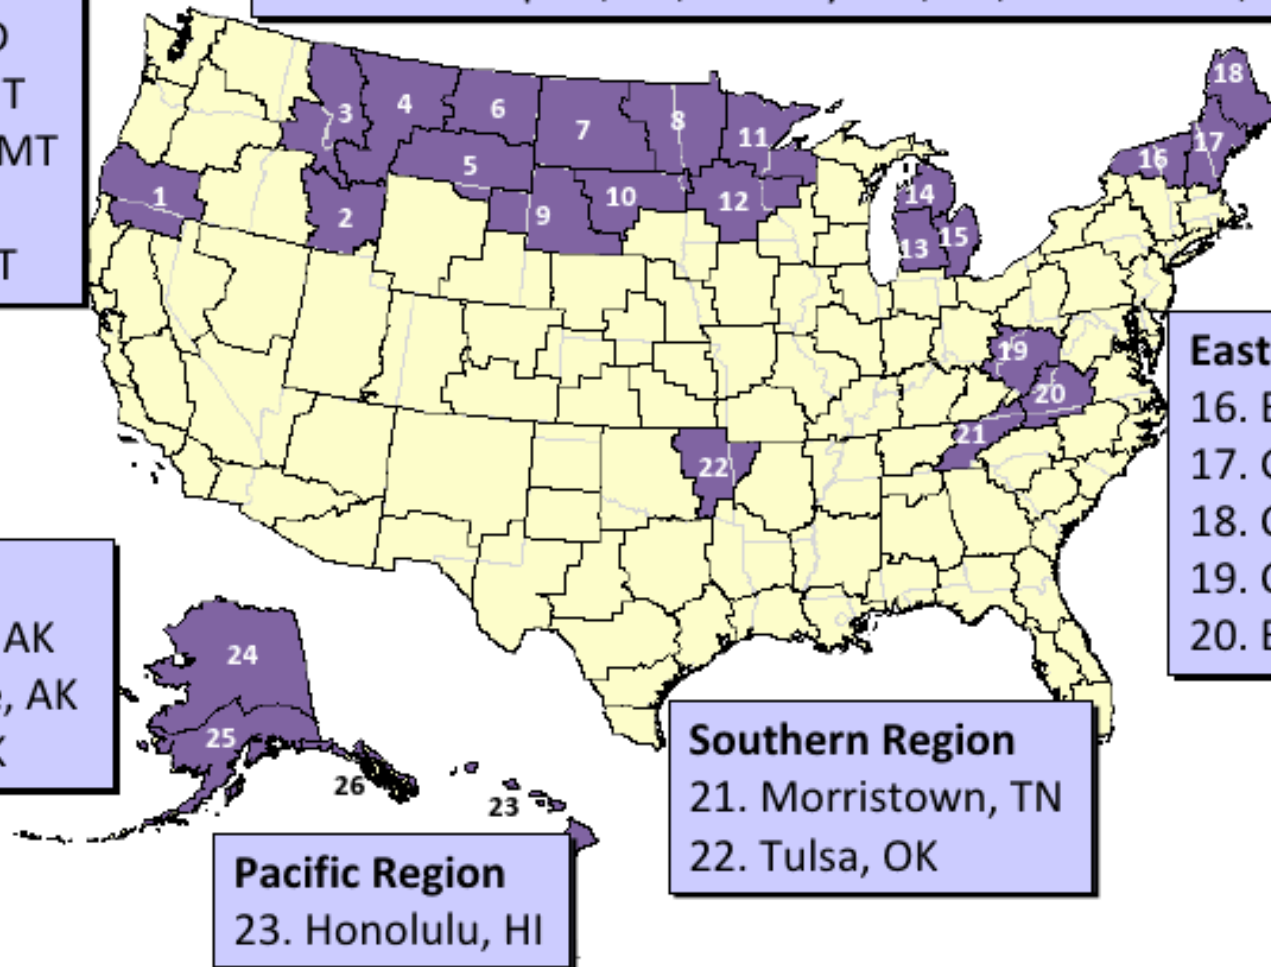 T
MT
T
18
3
4
6
7
8
11
17
16
5
1
2
9
10
12
14
13
15
19
20
21
22
East
16.
17.
18.
19.
20.
AK
, AK
24
25
26
23
Southern Region
21. Morristown, TN
22. Tulsa, OK
Pacific Region
23. Honolulu, HI